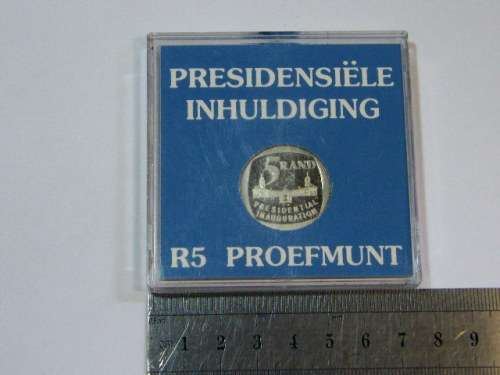 PRESIDENSIËLE
INHULDIGING
5 RAND
PRESIDENTIAL
INAUGURATION
R5 PROEFMUNT
1 2 3 4 5 6 7 8 9